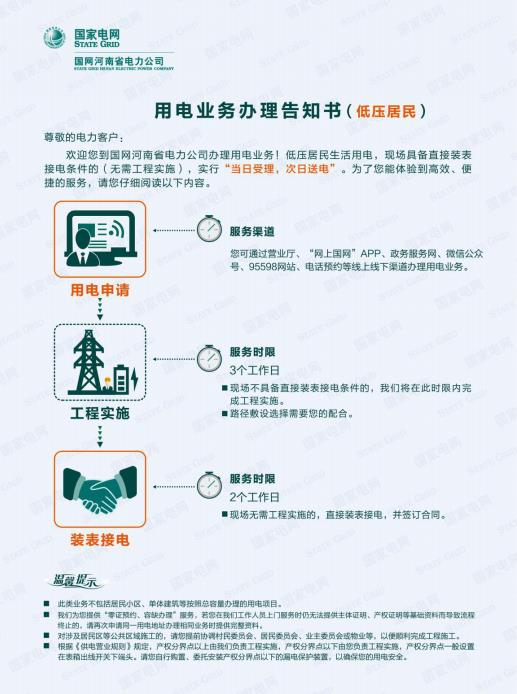 国家电网
STATE GRID
国网河南省电力公司
STATE GRID HENAN ELECTRIC POWER COMPANY
用电业务办理告知书（低压居民）
尊敬的电力客户：
欢迎您到国网河南省电力公司办理用电业务！低压居民生活用电，现场具备直接装表
接电条件的（无需工程实施），实行“当日受理，次日送电”。为了您能体验到高效、便
捷的服务，请您仔细阅读以下内容。
服务渠道
您可通过营业厅、“网上国网”APP、政务服务网、微信公众
号、95598网站、电话预约等线上线下渠道办理用电业务。
用电申请
服务时限
3个工作日
■现场不具备直接装表接电条件的，我们将在此时限内完
成工程实施。
■路径敷设选择需要您的配合。
工程实施
服务时限
2个工作日
■现场无需工程实施的，直接装表接电，并签订合同。
装表接电
温馨提示
■ 此类业务不包括居民小区、单体建筑等按照总容量办理的用电项目。
■ 我们为您提供“零证预约、容缺办理”服务，若您在我们工作人员上门服务时仍无法提供主体证明、产权证明等基础资料而导致流程
终止的，请再次申请同一用电地址办理相同业务时提供完整资料。
■ 对涉及居民区等公共区域施工的，请您提前协调村民委员会、居民委员会、业主委员会或物业等，以便顺利完成工程施工。
■ 根据《供电营业规则》规定，产权分界点以上由我们负责工程实施，产权分界点以下由您负责工程实施，产权分界点一般设置
在表箱出线开关下端头。请您自行购置、委托安装产权分界点以下的漏电保护装置，以确保您的用电安全。